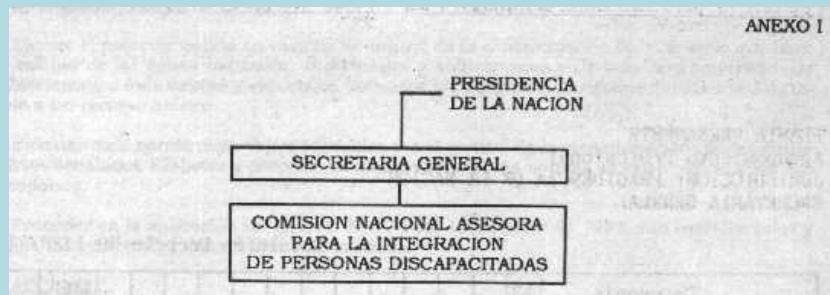 ANEXO I
PRESIDENCIA
DE LA NACION
SECRETARIA GENERAL
COMISION NACIONAL ASESORA
PARA LA INTEGRACION
DE PERSONAS DISCAPACITADAS